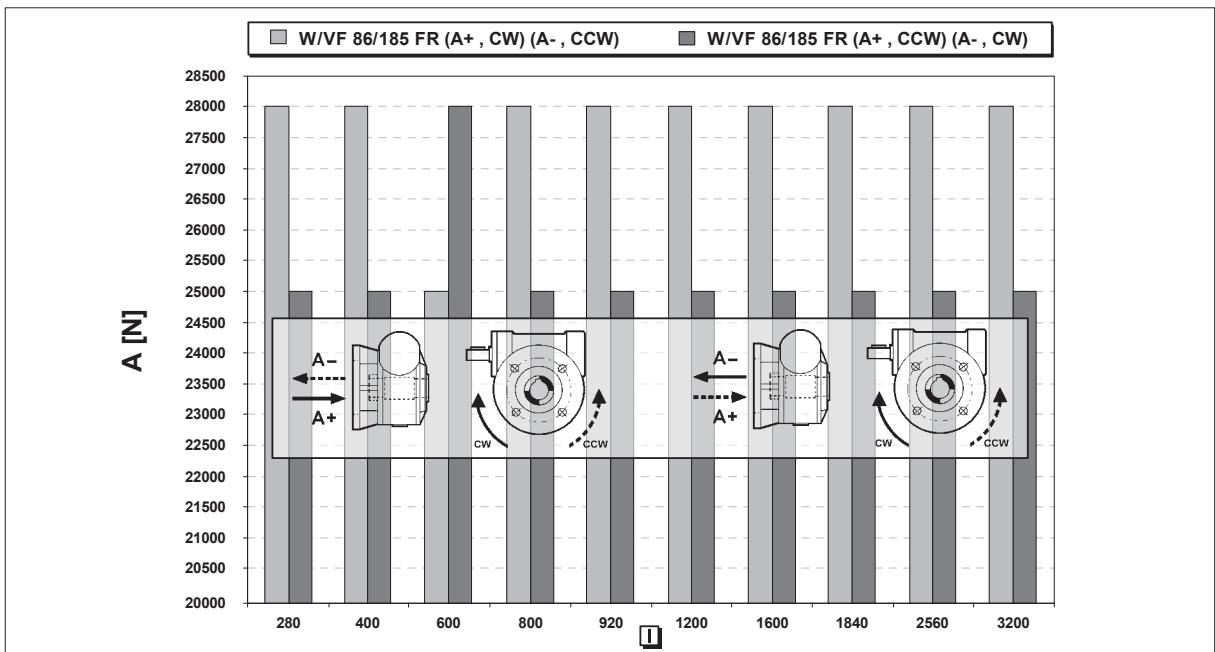 W/VF 86/185 FR (A+ , CW) (A- , CCW) W/VF 86/185 FR (A+ , CCW) (A- , CW)
28500
28000
27500
27000
26500
26000
25500
25000
24500
24000
23500
23000
22500
22000
21500
21000
20500
20000
A [N]
A-
A+
CW
CCW
A-
A+
CW
CCW
280 400 600 800 920 1200 1600 1840 2560 3200
I